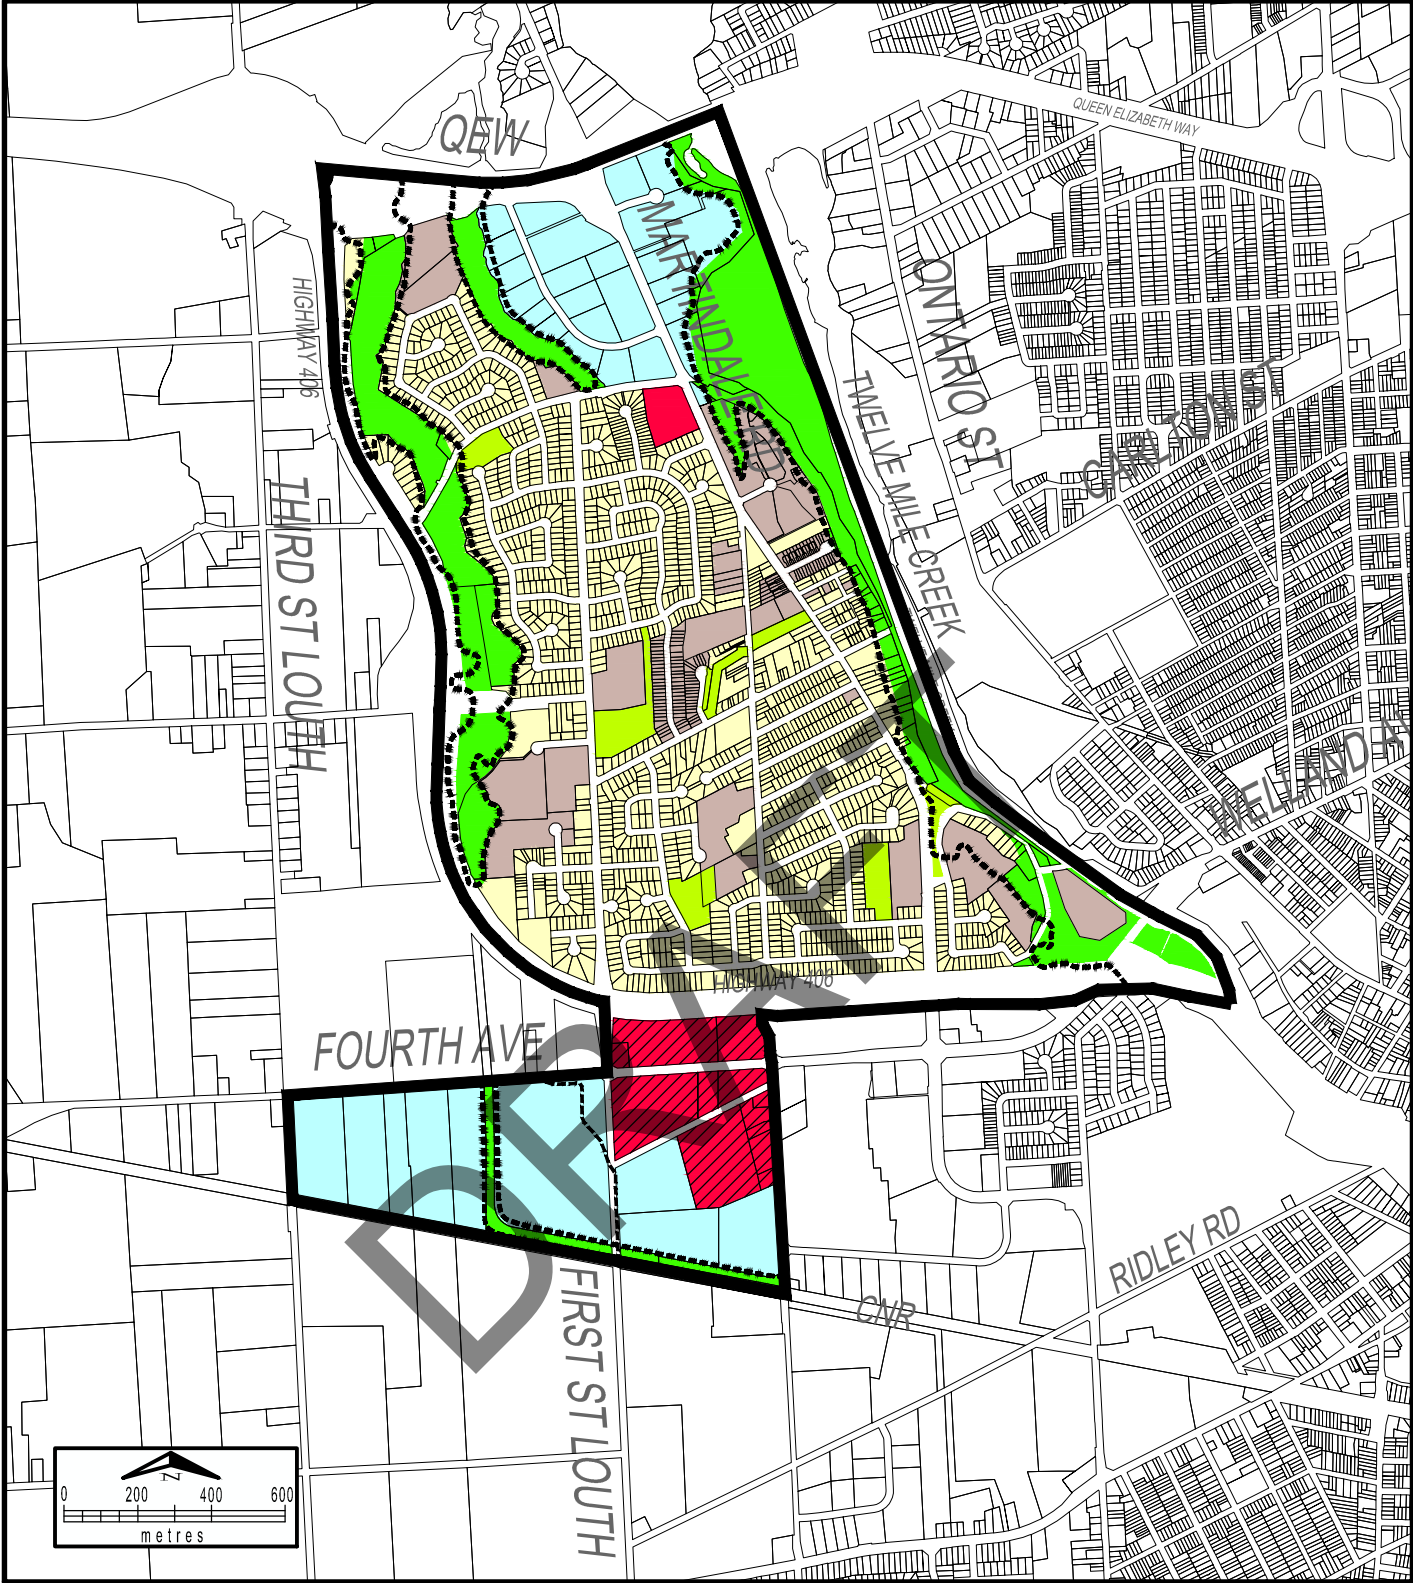 QEW
QUEEN ELIZABETH WAY
MARTINDALE RD
ONTARIO ST
HIGHWAY 406
CARLTON ST
TWELVE MILE CREEK
THIRD ST LOUTH
WELLAND AV
HIGHWAY 406
FOURTH AVE
DRAFT
RIDLEY RD
CNR
FIRST ST LOUTH
N
0 200 400 600
metres